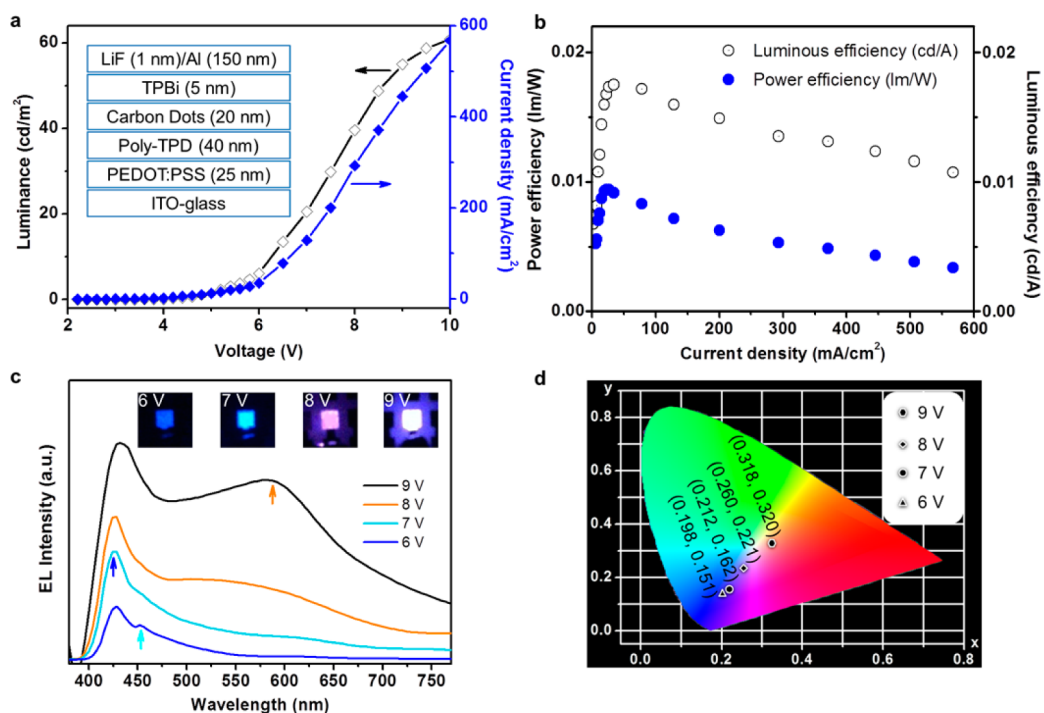 a
Luminance (cd/m²)
60
40
20
0
LiF (1 nm)/Al (150 nm)
TPBi (5 nm)
Carbon Dots (20 nm)
Poly-TPD (40 nm)
PEDOT:PSS (25 nm)
ITO-glass
600
400
200
0
Current density (mA/cm²)
2 4 6 8 10
Voltage (V)
b
Power efficiency (lm/W)
0.02
0.01
0.00
Luminous efficiency (cd/A)
Power efficiency (lm/W)
0.02
0.01
0.00
Luminous efficiency (cd/A)
0 100 200 300 400 500 600
Current density (mA/cm²)
c
EL Intensity (a.u.)
6 V 7 V 8 V 9 V
9 V
8 V
7 V
6 V
400 450 500 550 600 650 700 750
Wavelength (nm)
d
y
0.8
0.6
0.4
0.2
0.0
(0.318, 0.320)
(0.260, 0.221)
(0.212, 0.162)
(0.198, 0.151)
9 V
8 V
7 V
6 V
x
0.0 0.2 0.4 0.6 0.8